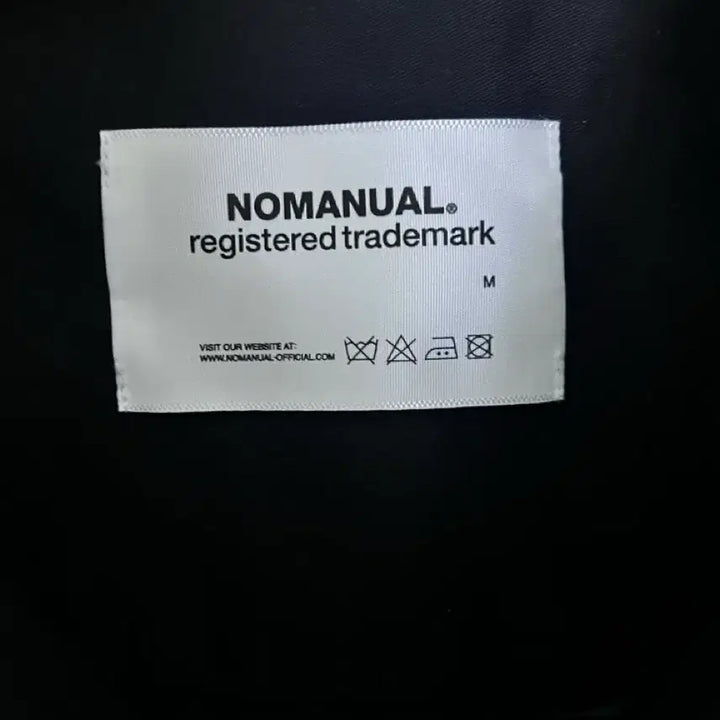 NOMANUAL.®
registered trademark
M
VISIT OUR WEBSITE AT:
WWW.NOMANUAL-OFFICIAL.COM